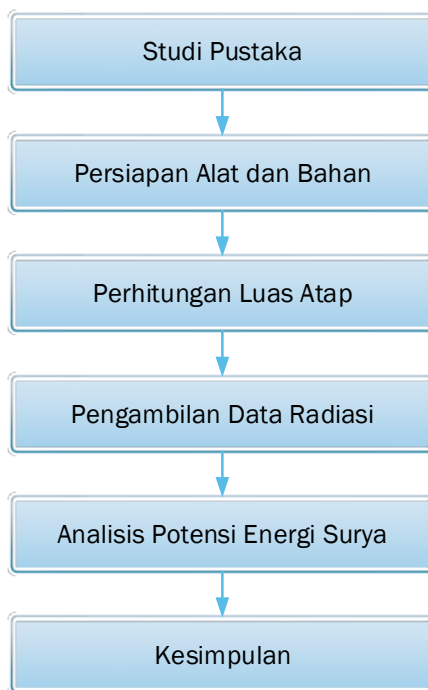 Studi Pustaka
Persiapan Alat dan Bahan
Perhitungan Luas Atap
Pengambilan Data Radiasi
Analisis Potensi Energi Surya
Kesimpulan